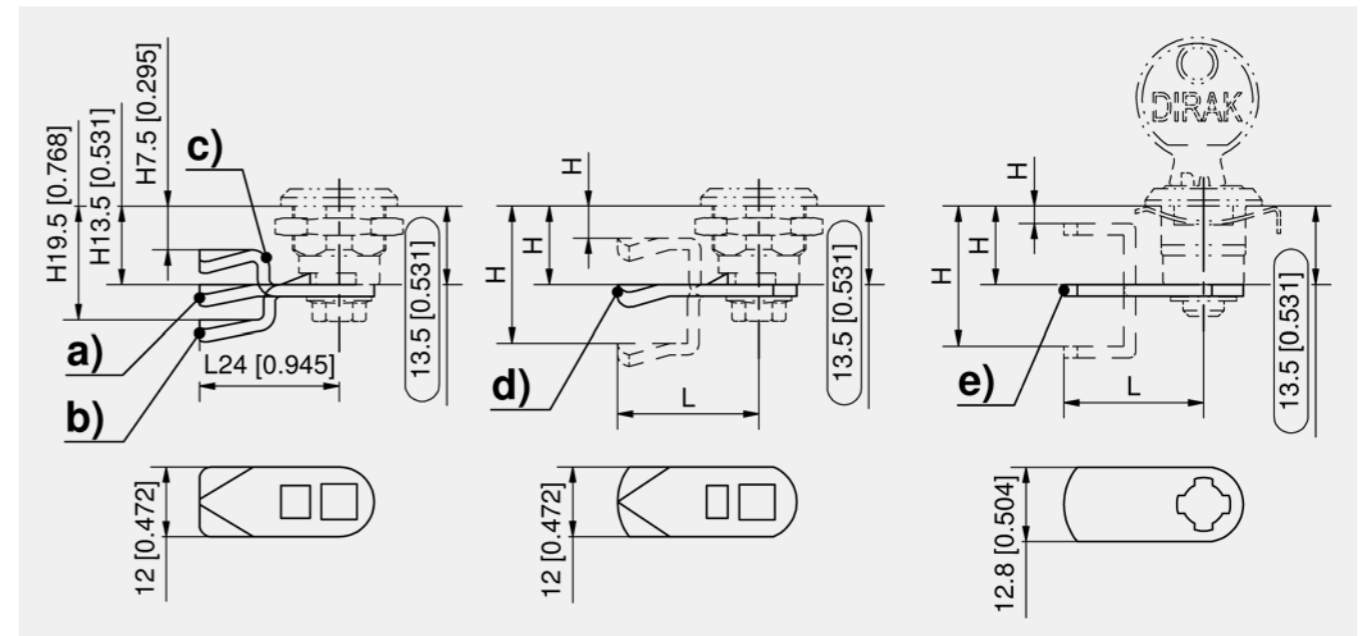 H19.5 [0.768]
H13.5 [0.531]
H7.5 [0.295]
c)
a)
b)
L24 [0.945]
13.5 [0.531]
12 [0.472]
H
H
H
d)
L
13.5 [0.531]
12 [0.472]
DIRAK
H
H
H
e)
L
13.5 [0.531]
12.8 [0.504]